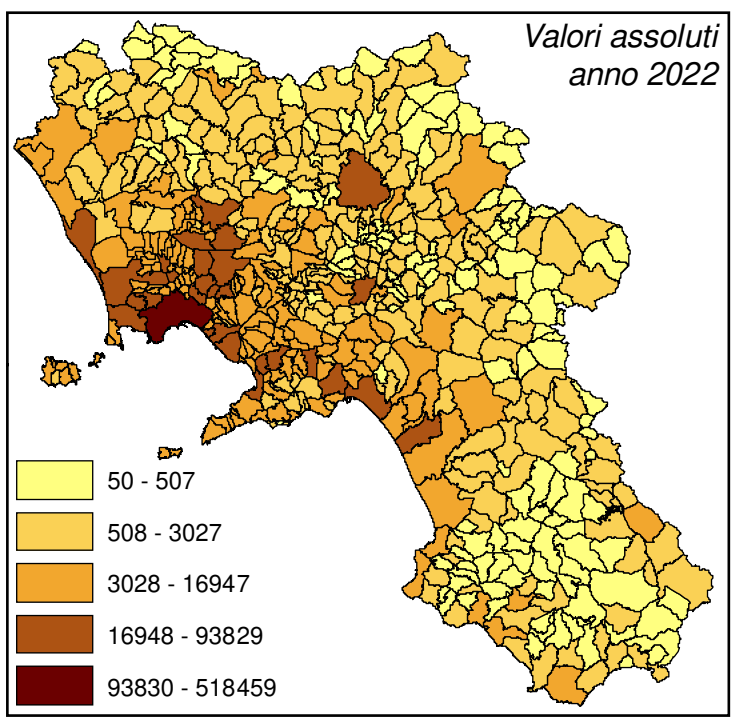 Valori assoluti
anno 2022
50 - 507
508 - 3027
3028 - 16947
16948 - 93829
93830 - 518459